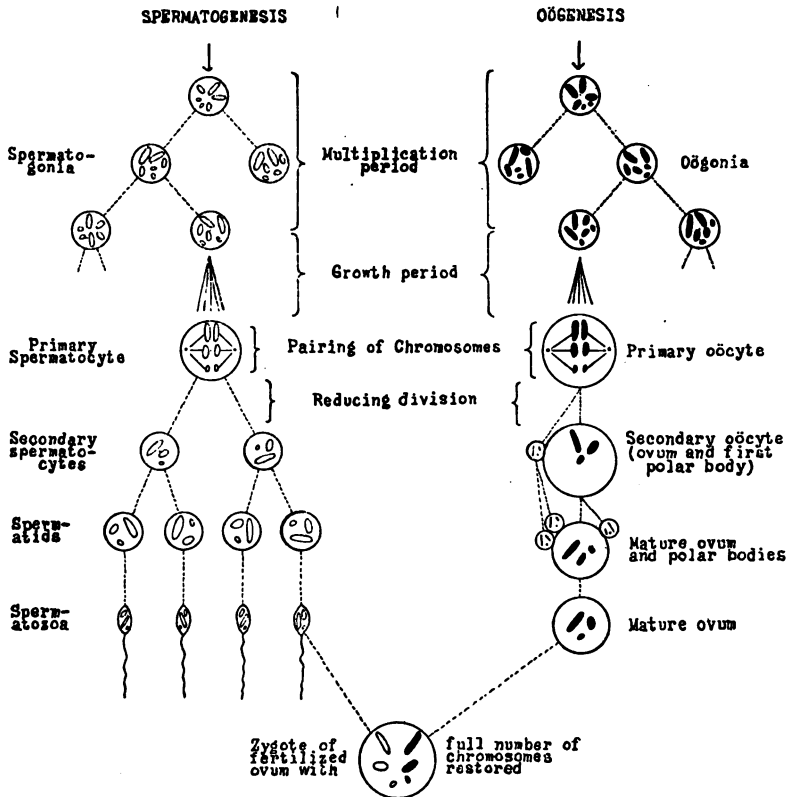 SPERMATOGENESIS
OÖGENESIS
Spermato-
gonia
Multiplication
period
Oögonia
Growth period
Primary
Spermatocyte
Pairing of Chromosomes
Primary oöcyte
Reducing division
Secondary
spermato-
cytes
Secondary oöcyte
(ovum and first
polar body)
Sperm-
atids
Mature ovum
and polar bodies
Sperm-
atozoa
Mature ovum
Zygote of
fertilized
ovum with
full number of
chromosomes
restored